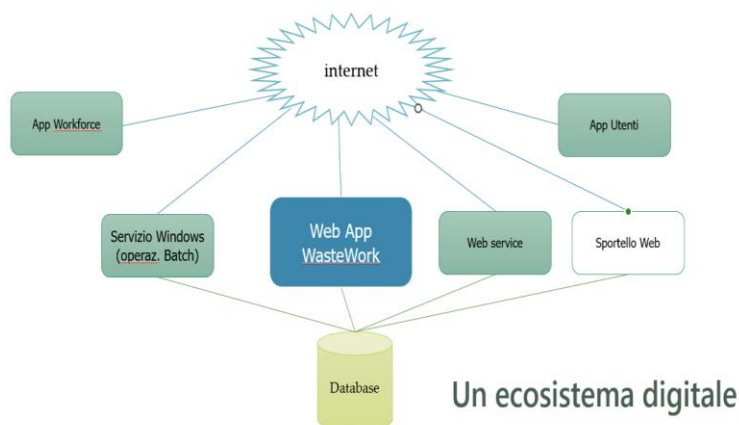 internet
App Workforce
App Utenti
Servizio Windows
(operaz. Batch)
Web App
WasteWork
Web service
Sportello Web
Database
Un ecosistema digitale